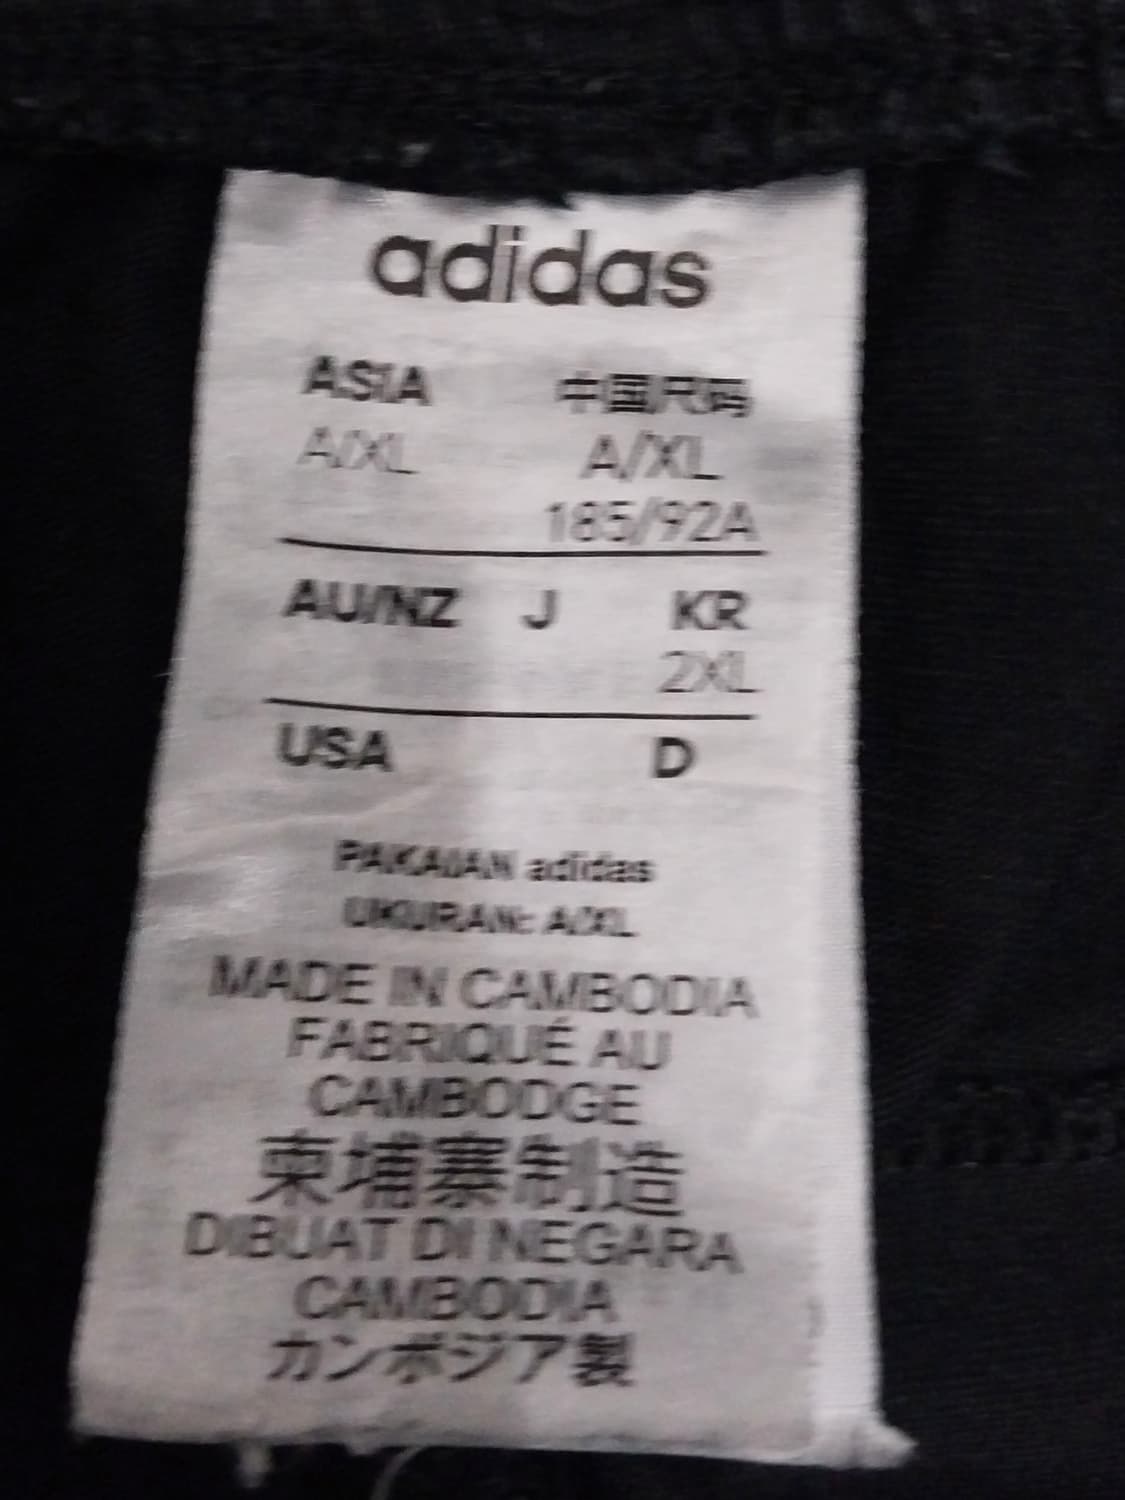 adidas
ASIA 中国尺码
A/XL A/XL
185/92A
AU/NZ J KR
2XL
USA D
PAKAIAN adidas
UKURAN: A/XL
MADE IN CAMBODIA
FABRIQUÉ AU
CAMBODGE
柬埔寨制造
DIBUAT DI NEGARA
CAMBODIA
カンボジア製